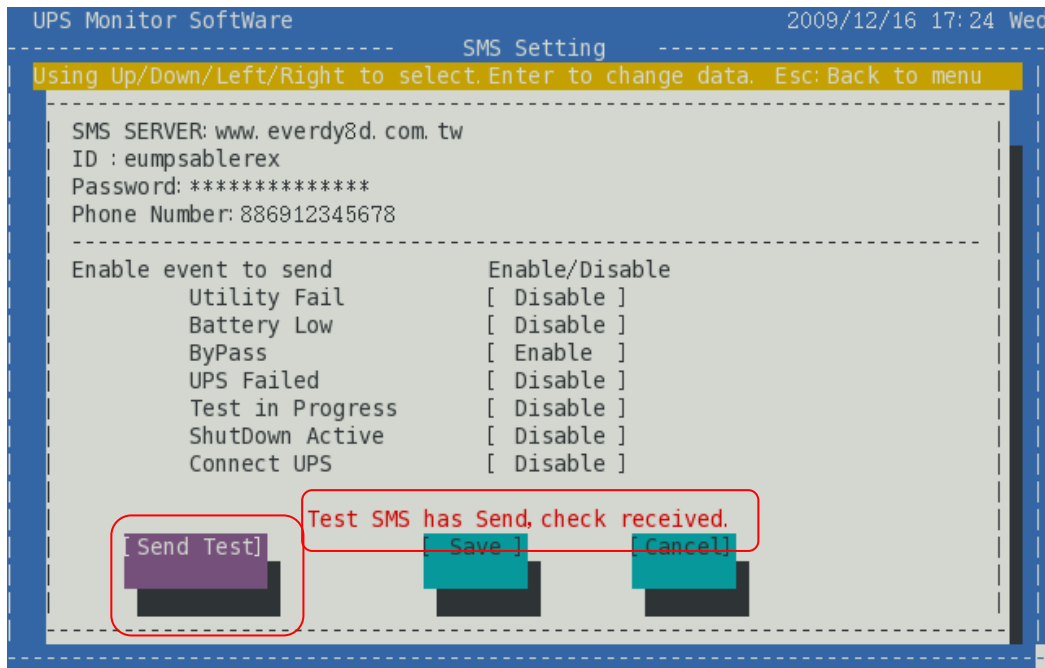 UPS Monitor SoftWare 2009/12/16 17:24 Wed
SMS Setting
Using Up/Down/Left/Right to select.Enter to change data. Esc:Back to menu
SMS SERVER:www.everdy8d.com.tw
ID :eumpsablerex
Password:**************
Phone Number:886912345678
Enable event to send Enable/Disable
Utility Fail [ Disable ]
Battery Low [ Disable ]
ByPass [ Enable ]
UPS Failed [ Disable ]
Test in Progress [ Disable ]
ShutDown Active [ Disable ]
Connect UPS [ Disable ]
Test SMS has Send,check received.
[Send Test] [ Save ] [Cancel]